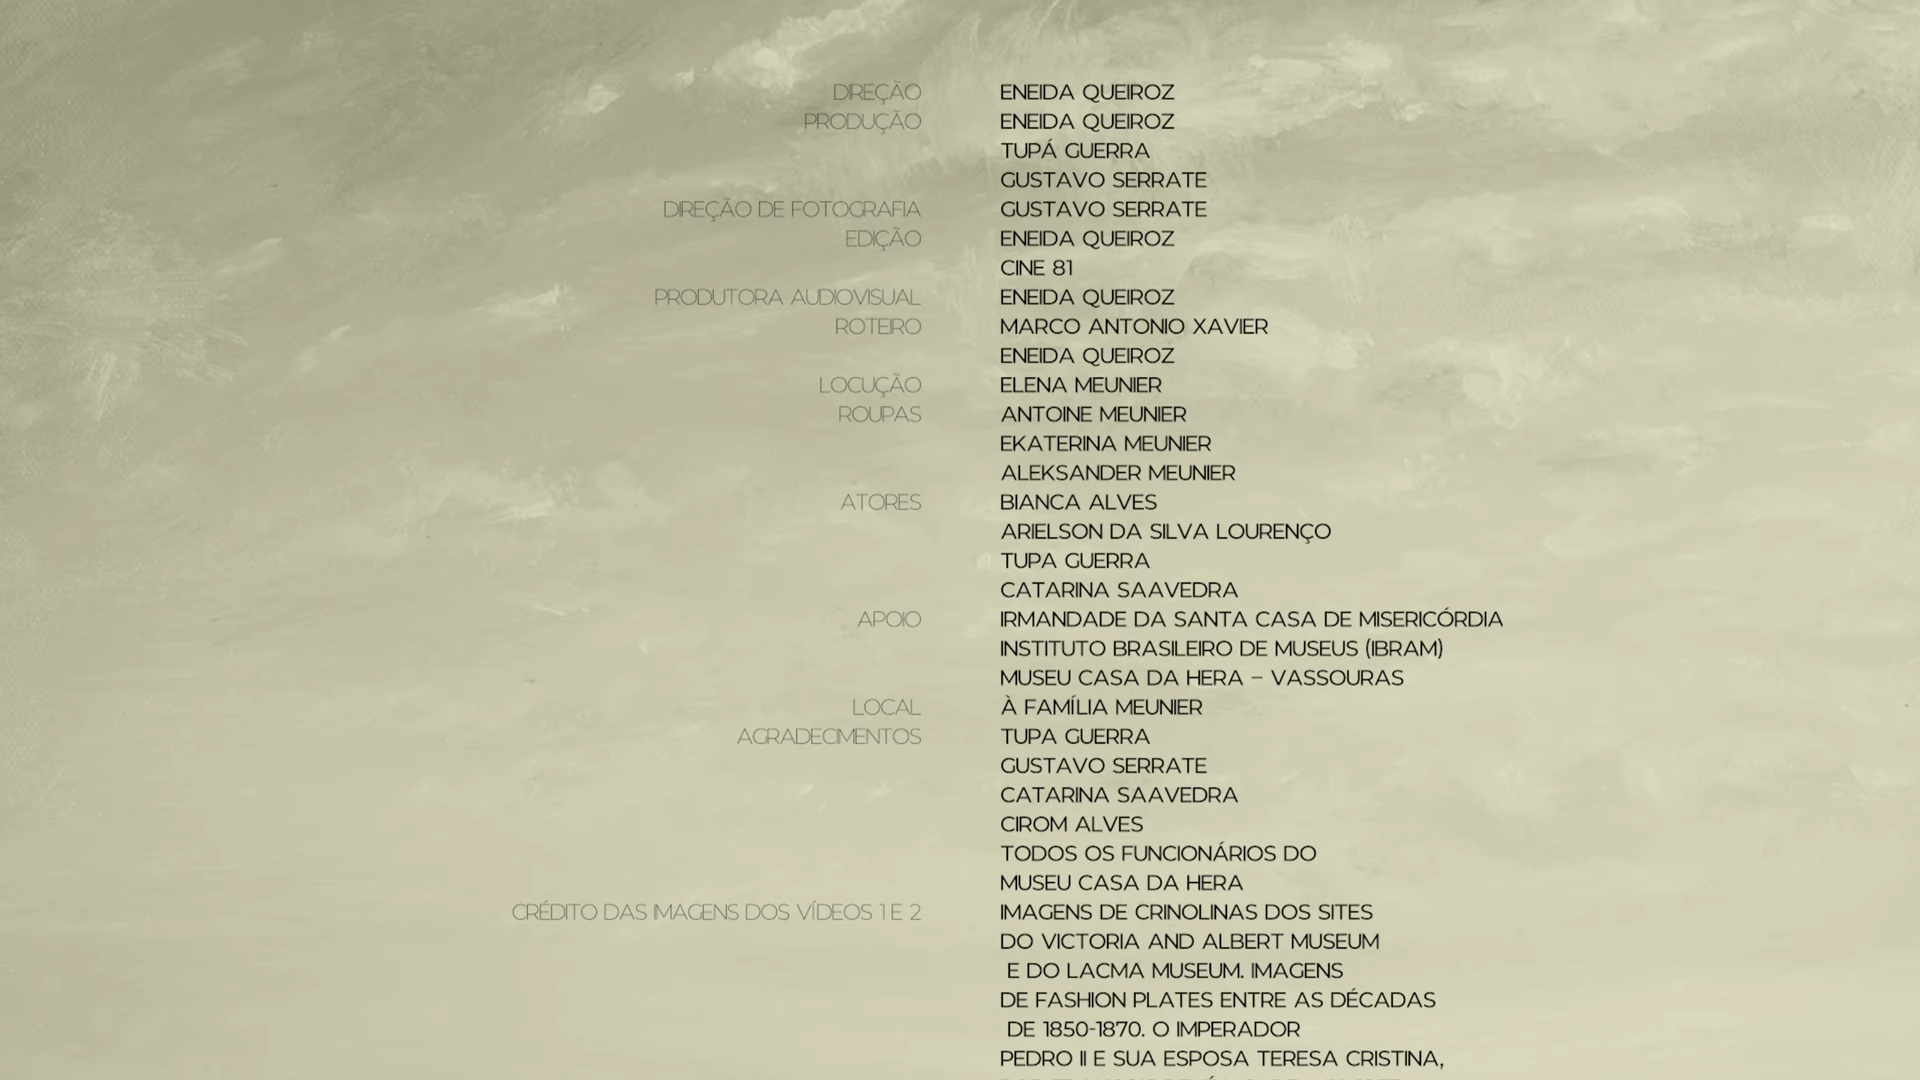 DIREÇÃO ENEIDA QUEIROZ
PRODUÇÃO ENEIDA QUEIROZ
TUPÁ GUERRA
GUSTAVO SERRATE
DIREÇÃO DE FOTOGRAFIA GUSTAVO SERRATE
EDIÇÃO ENEIDA QUEIROZ
CINE 81
PRODUTORA AUDIOVISUAL ENEIDA QUEIROZ
ROTEIRO MARCO ANTONIO XAVIER
ENEIDA QUEIROZ
LOCUÇÃO ELENA MEUNIER
ROUPAS ANTOINE MEUNIER
EKATERINA MEUNIER
ALEKSANDER MEUNIER
ATORES BIANCA ALVES
ARIELSON DA SILVA LOURENÇO
TUPA GUERRA
CATARINA SAAVEDRA
APOIO IRMANDADE DA SANTA CASA DE MISERICÓRDIA
INSTITUTO BRASILEIRO DE MUSEUS (IBRAM)
MUSEU CASA DA HERA – VASSOURAS
LOCAL À FAMÍLIA MEUNIER
AGRADECIMENTOS TUPA GUERRA
GUSTAVO SERRATE
CATARINA SAAVEDRA
CIROM ALVES
TODOS OS FUNCIONÁRIOS DO
MUSEU CASA DA HERA
CRÉDITO DAS IMAGENS DOS VÍDEOS 1 E 2 IMAGENS DE CRINOLINAS DOS SITES
DO VICTORIA AND ALBERT MUSEUM
E DO LACMA MUSEUM. IMAGENS
DE FASHION PLATES ENTRE AS DÉCADAS
DE 1850-1870. O IMPERADOR
PEDRO II E SUA ESPOSA TERESA CRISTINA,